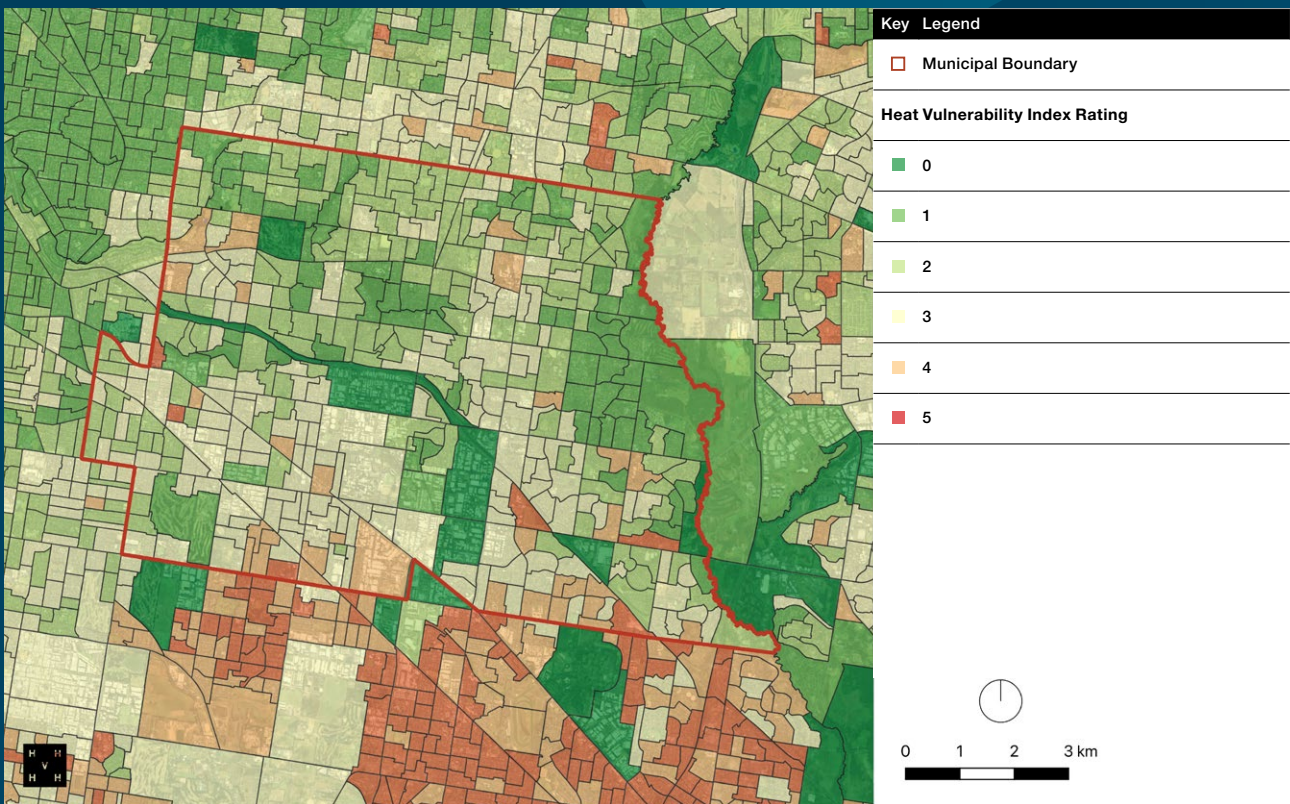 Key Legend
Municipal Boundary
Heat Vulnerability Index Rating
0
1
2
3
4
5
0 1 2 3 km
H H
V
H H